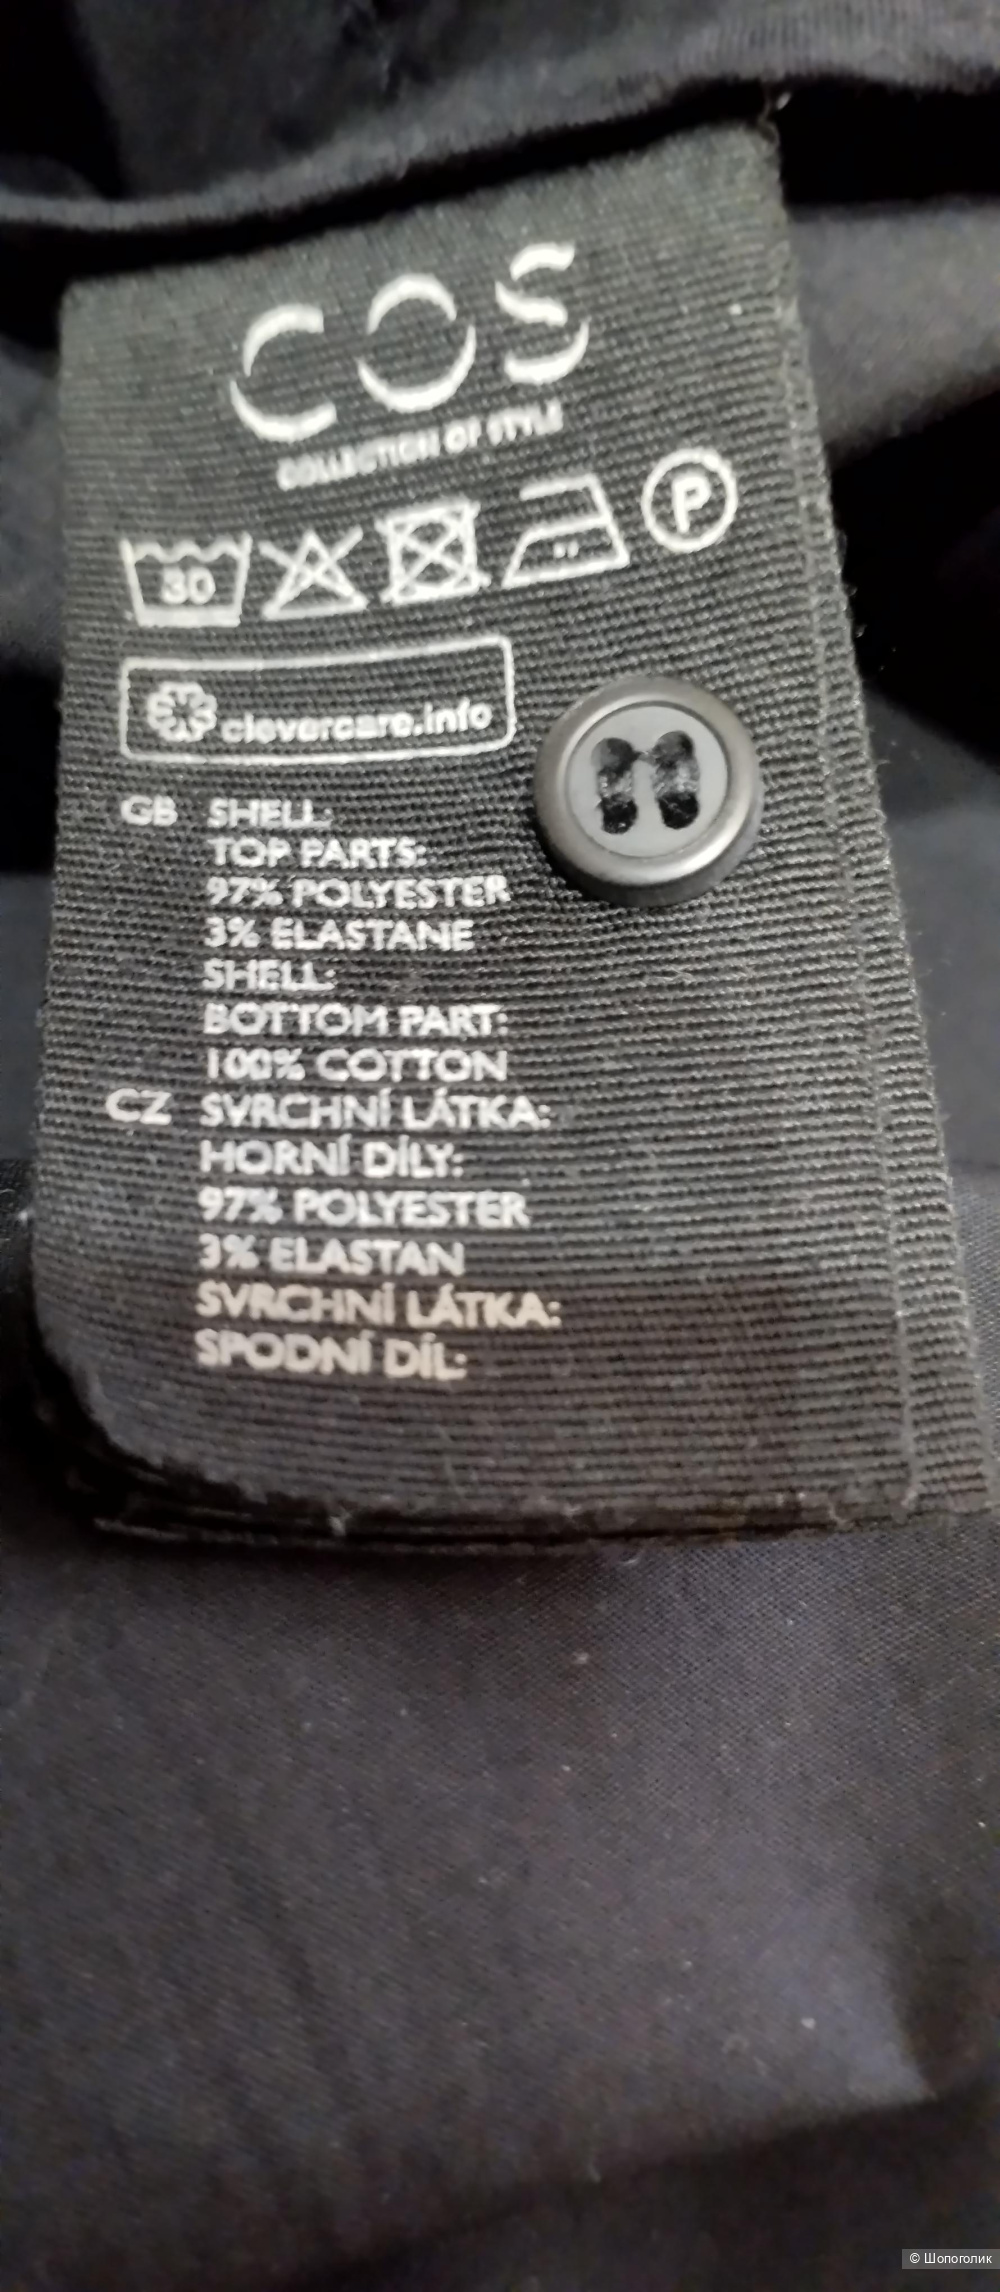 COS
COLLECTION OF STYLE
30
P
clevercare.info
GB SHELL:
TOP PARTS:
97% POLYESTER
3% ELASTANE
SHELL:
BOTTOM PART:
100% COTTON
CZ SVRCHNÍ LÁTKA:
HORNÍ DÍLY:
97% POLYESTER
3% ELASTAN
SVRCHNÍ LÁTKA:
SPODNÍ DÍL:
© Шопоголик